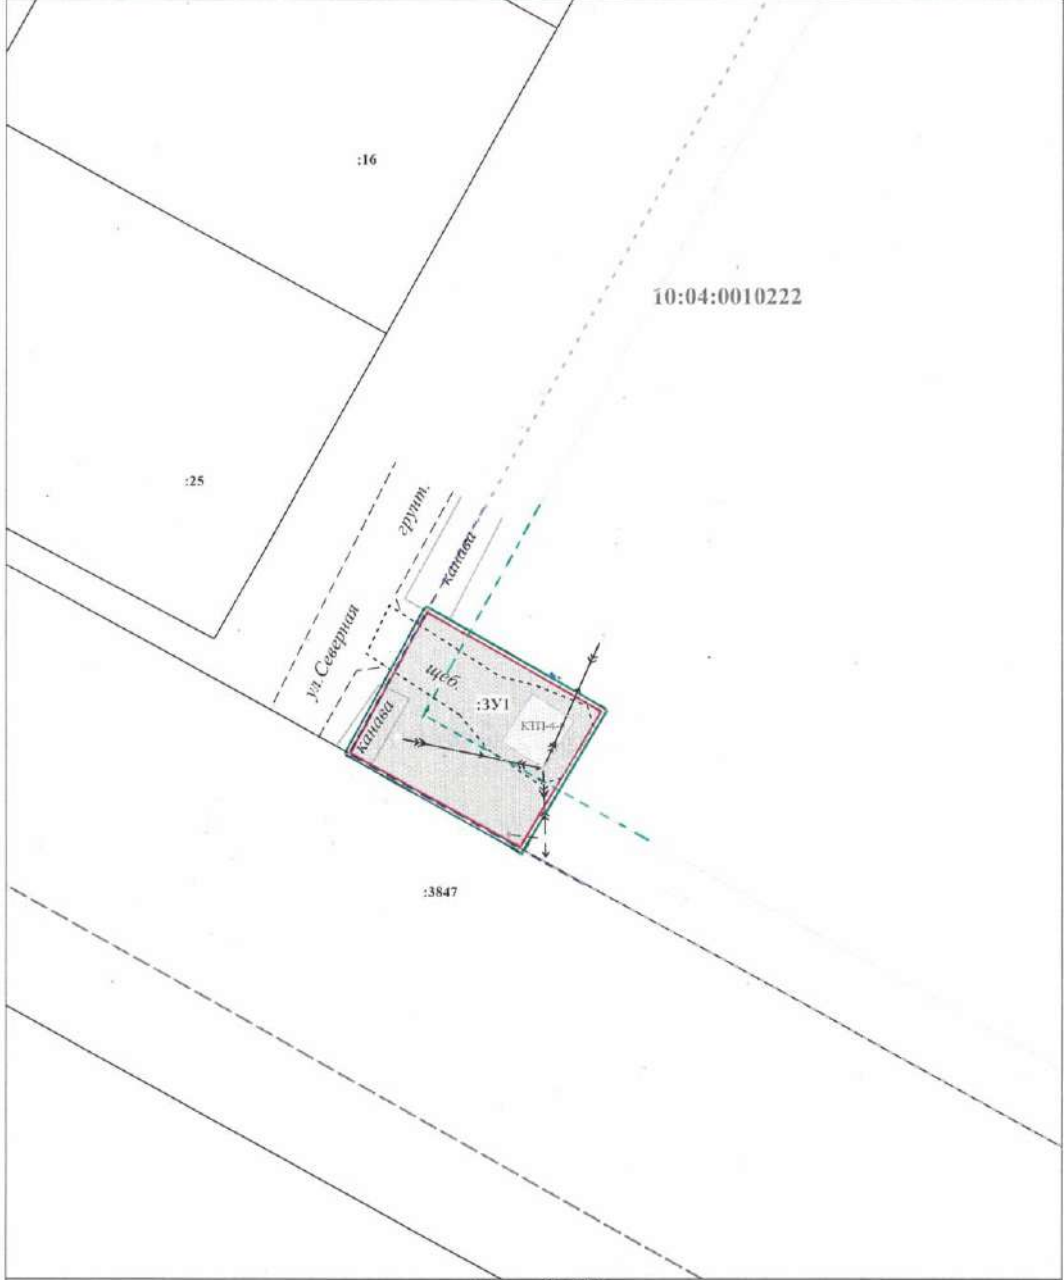 :16
10:04:0010222
:25
грунт.
канава
ул.Северная
щеб.
:ЗУ1
канава
:3847